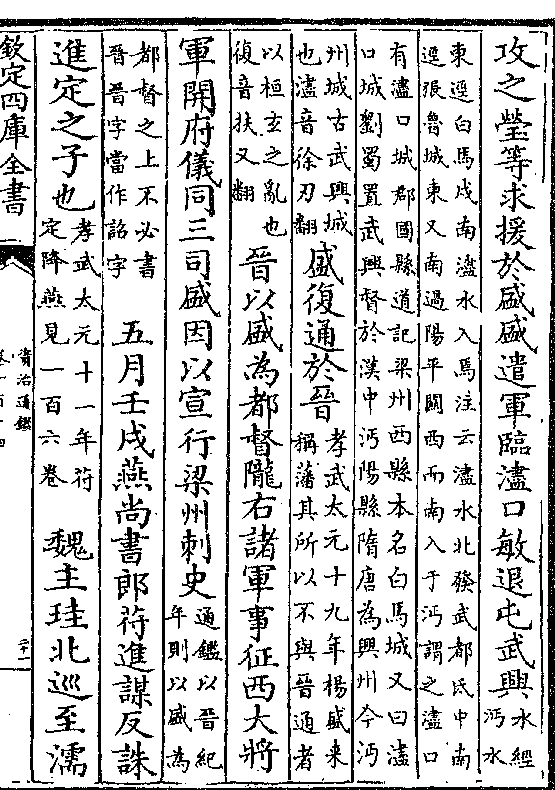 攻之瑩等求援於盛盛遣軍臨濜口敏退屯武興水經沔水
東逕白馬戍南濜水入焉注云濜水北發武都氐中南
逕張魯城東又南過陽平關西而南入于沔謂之濜口
有濜口城郡國縣道記梁州西縣本名白馬城又曰濜
口城劉蜀置武興督於漢中沔陽縣隋唐為興州今沔
州城古武興城也濜音徐刃翻盛復通於晉孝武太元十九年楊盛来稱藩其所以不與晉通者
以桓玄之亂也復音扶又翻晉以盛為都督隴右諸軍事征西大將
軍開府儀同三司盛因以宣行梁州刺史通鑑以晉紀年則以盛為
都督之上不必書晉晉字當作詔字五月壬戌燕尚書郎苻進謀反誅
進定之子也孝武太元十一年苻定降燕見一百六卷魏主珪北巡至濡
欽定四庫全書
資治通鑑